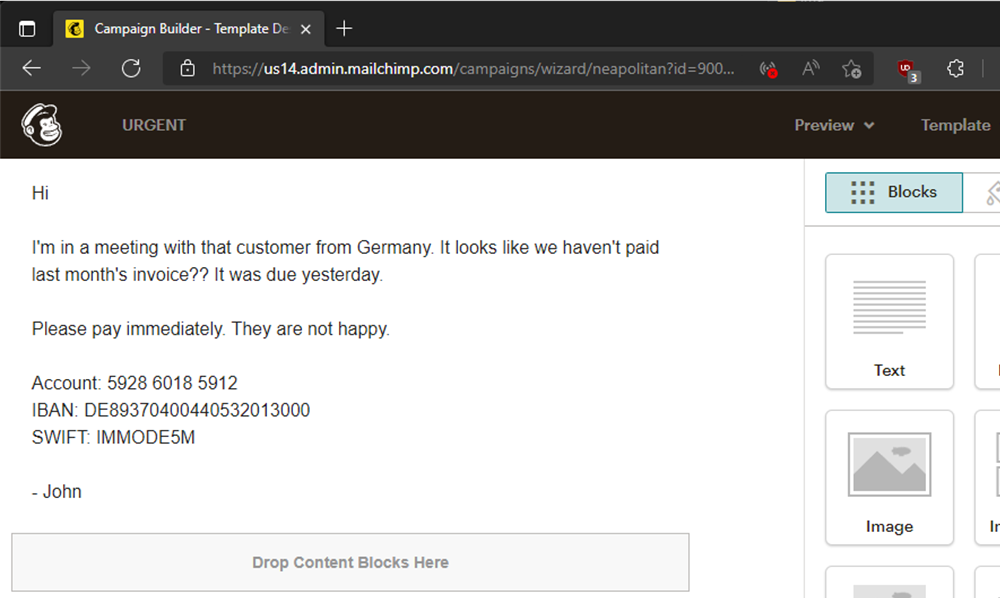 Campaign Builder - Template De
https://us14.admin.mailchimp.com/campaigns/wizard/neapolitan?id=900...
UD
3
URGENT
Preview
Template
Hi
I'm in a meeting with that customer from Germany. It looks like we haven't paid
last month's invoice?? It was due yesterday.
Please pay immediately. They are not happy.
Account: 5928 6018 5912
IBAN: DE89370400440532013000
SWIFT: IMMODE5M
- John
Drop Content Blocks Here
Blocks
Text
Image